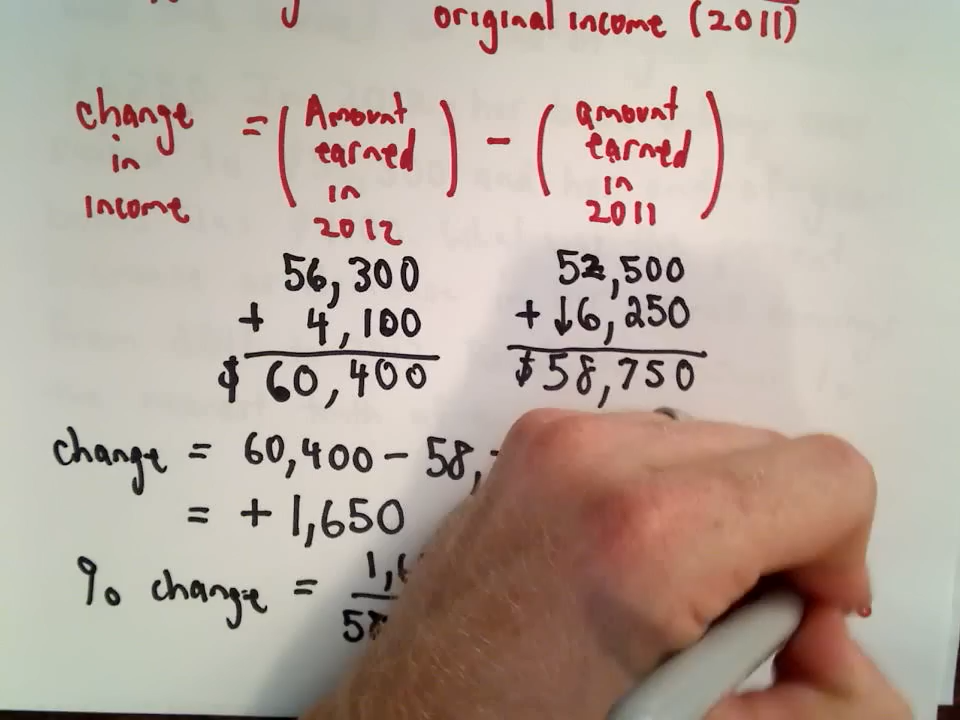 original income (2011)
change in income = (Amount earned in 2012) - (amount earned in 2011)
56,300
+ 4,100
$ 60,400
52,500
+ 6,250
$58,750
change = 60,400 - 58,
= + 1,650
% change =